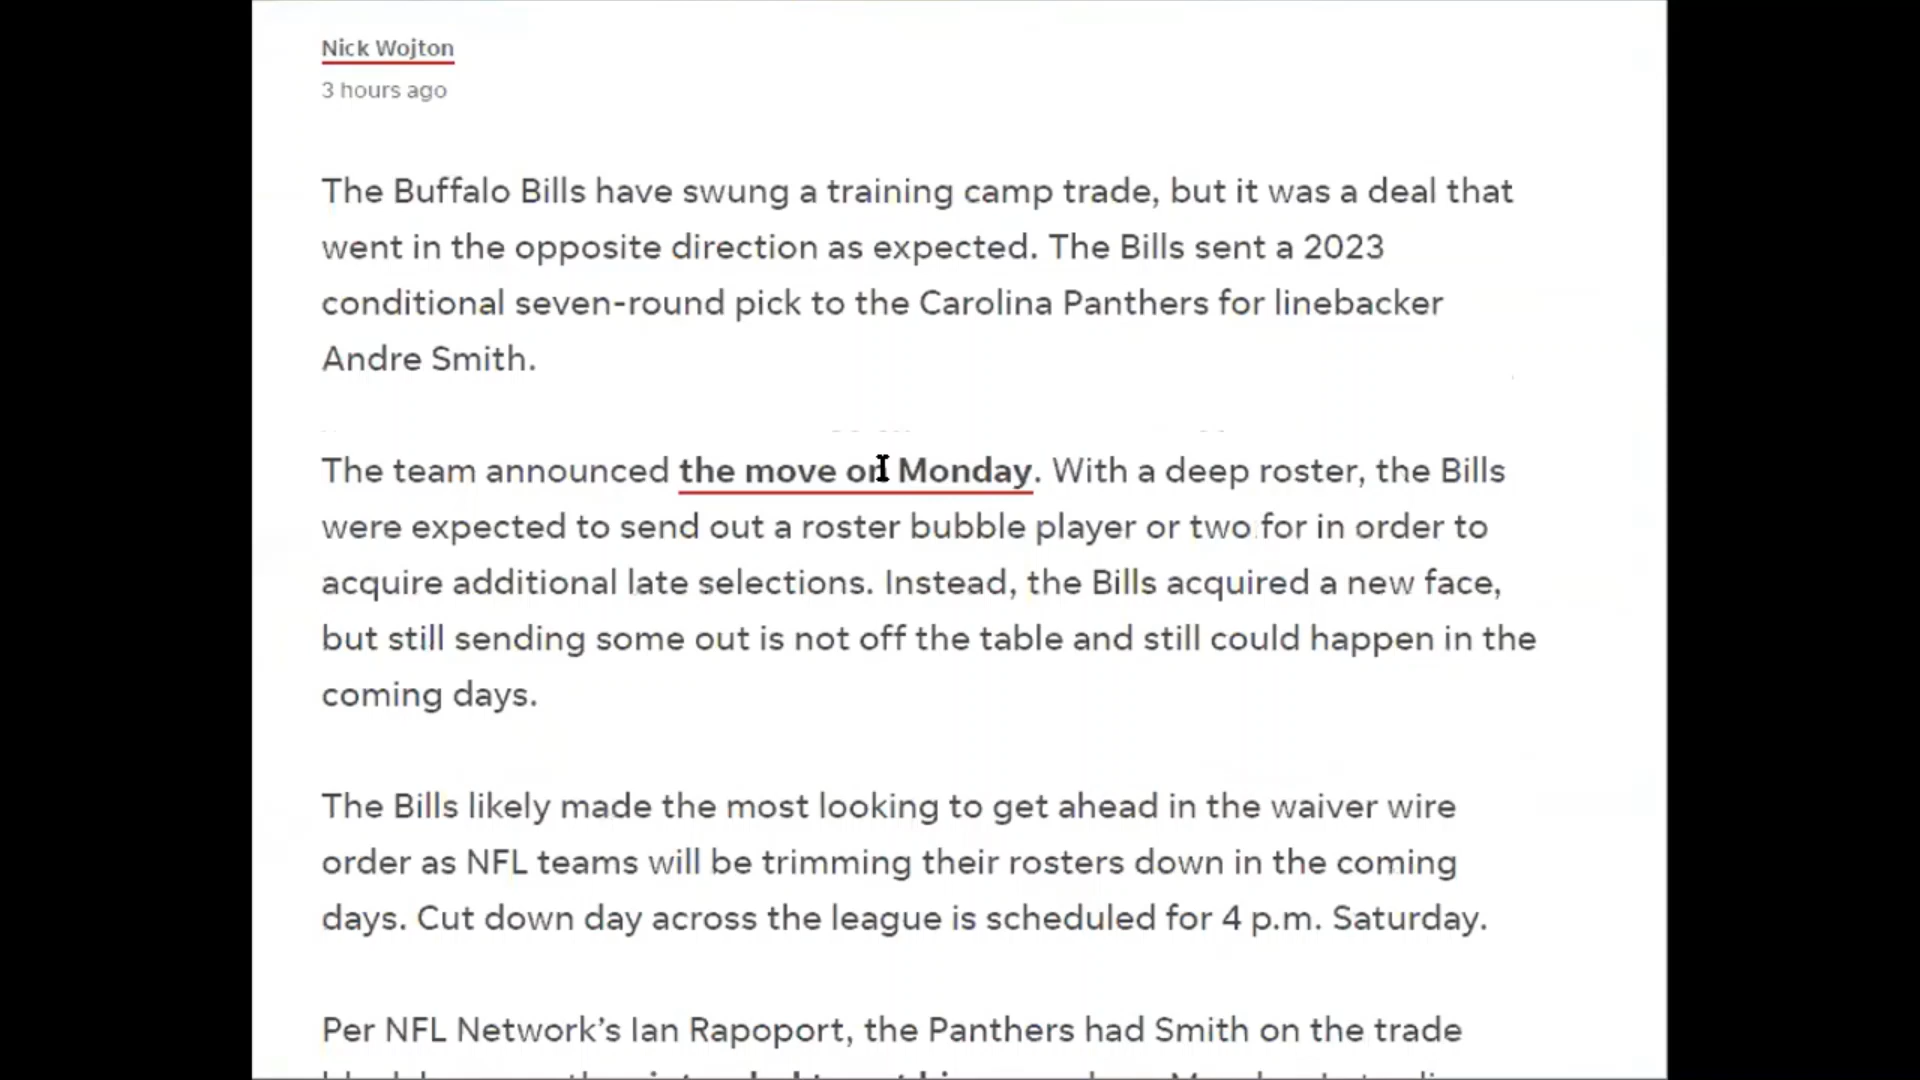 Nick Wojton
3 hours ago
The Buffalo Bills have swung a training camp trade, but it was a deal that
went in the opposite direction as expected. The Bills sent a 2023
conditional seven-round pick to the Carolina Panthers for linebacker
Andre Smith.
The team announced the move on Monday. With a deep roster, the Bills
were expected to send out a roster bubble player or two for in order to
acquire additional late selections. Instead, the Bills acquired a new face,
but still sending some out is not off the table and still could happen in the
coming days.
The Bills likely made the most looking to get ahead in the waiver wire
order as NFL teams will be trimming their rosters down in the coming
days. Cut down day across the league is scheduled for 4 p.m. Saturday.
Per NFL Network’s Ian Rapoport, the Panthers had Smith on the trade